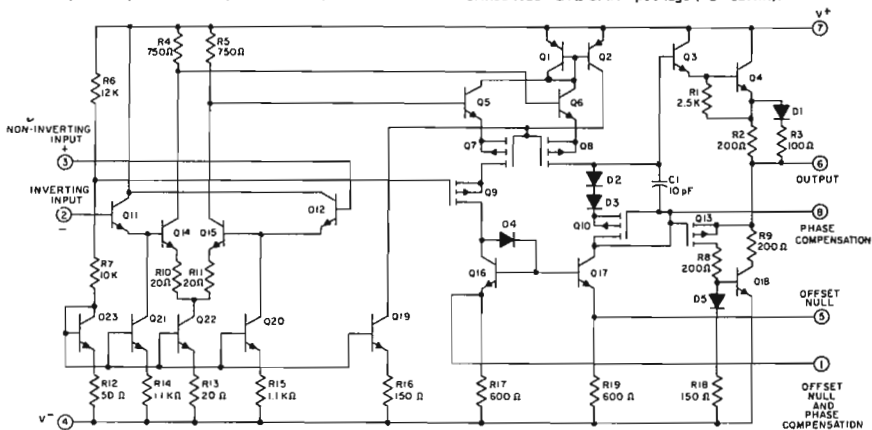 V+
7
R4
750Ω
R5
750Ω
Q1
Q2
Q3
Q4
R6
12K
Q5
Q6
R1
2.5K
D1
R2
200Ω
R3
100Ω
NON-INVERTING
INPUT
+
3
Q7
Q8
6
OUTPUT
INVERTING
INPUT
2
−
Q11
Q14
Q15
Q12
Q9
D2
D3
C1
10pF
Q10
Q13
8
PHASE
COMPENSATION
R7
10K
R10
20Ω
R11
20Ω
D4
Q16
Q17
R8
200Ω
R9
200Ω
Q18
D5
Q23
Q21
Q22
Q20
Q19
OFFSET
NULL
5
1
R12
50Ω
R14
1.1KΩ
R13
20Ω
R15
1.1KΩ
R16
150Ω
R17
600Ω
R19
600Ω
R18
150Ω
OFFSET
NULL
AND
PHASE
COMPENSATION
V−
4